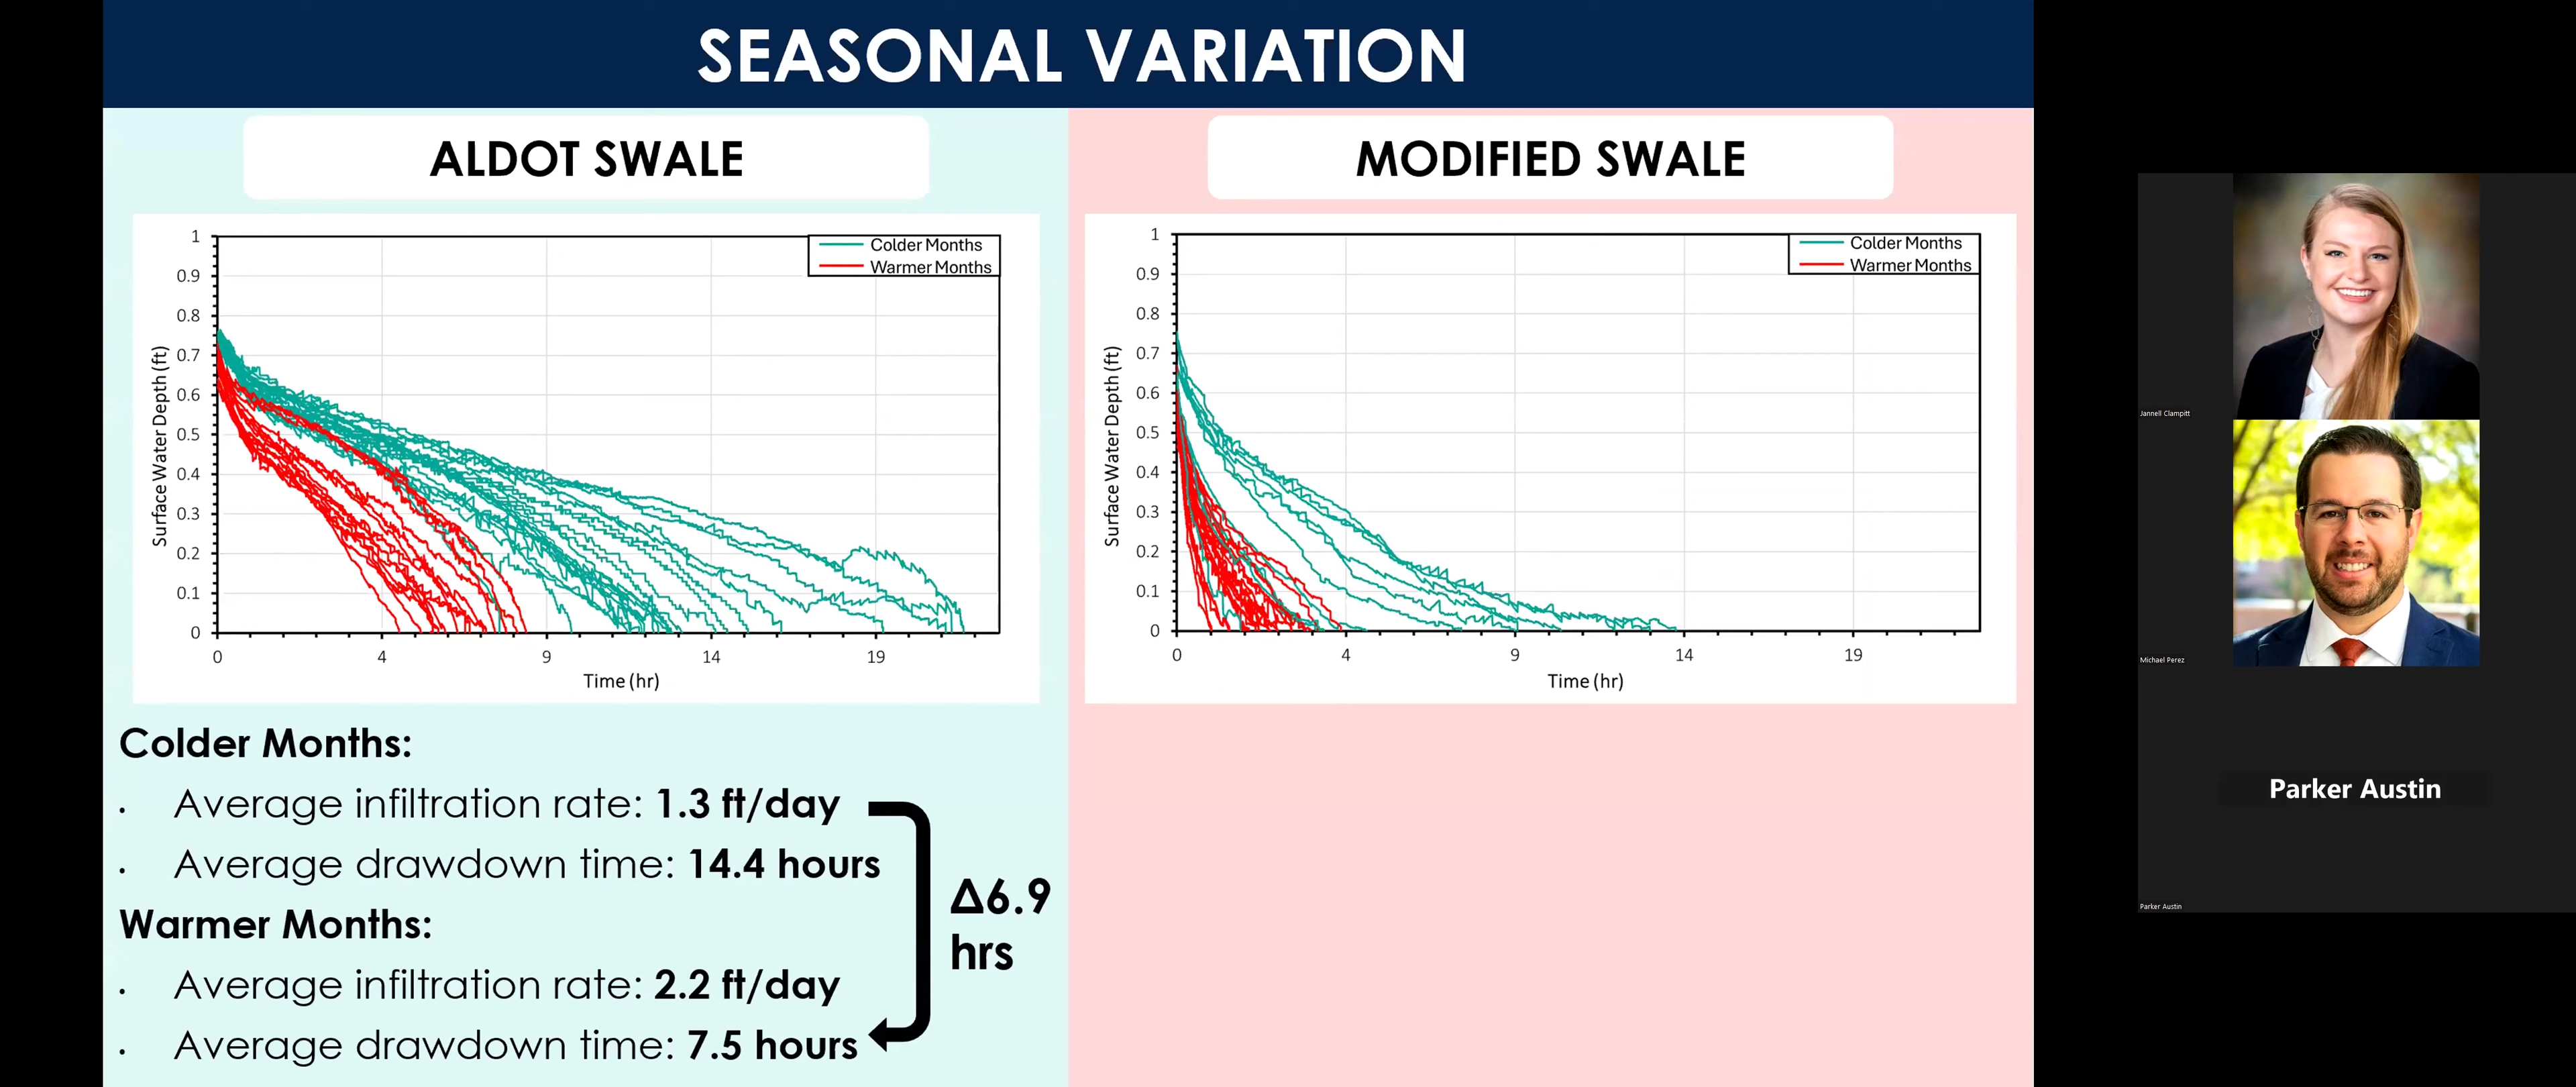 SEASONAL VARIATION
ALDOT SWALE
Colder Months
Warmer Months
1
0.9
0.8
0.7
0.6
0.5
0.4
0.3
0.2
0.1
0
Surface Water Depth (ft)
0 4 9 14 19
Time (hr)
MODIFIED SWALE
Colder Months
Warmer Months
1
0.9
0.8
0.7
0.6
0.5
0.4
0.3
0.2
0.1
0
Surface Water Depth (ft)
0 4 9 14 19
Time (hr)
Colder Months:
· Average infiltration rate: 1.3 ft/day
· Average drawdown time: 14.4 hours
Warmer Months:
· Average infiltration rate: 2.2 ft/day
· Average drawdown time: 7.5 hours
Δ6.9
hrs
Jannell Clampitt
Michael Perez
Parker Austin
Parker Austin